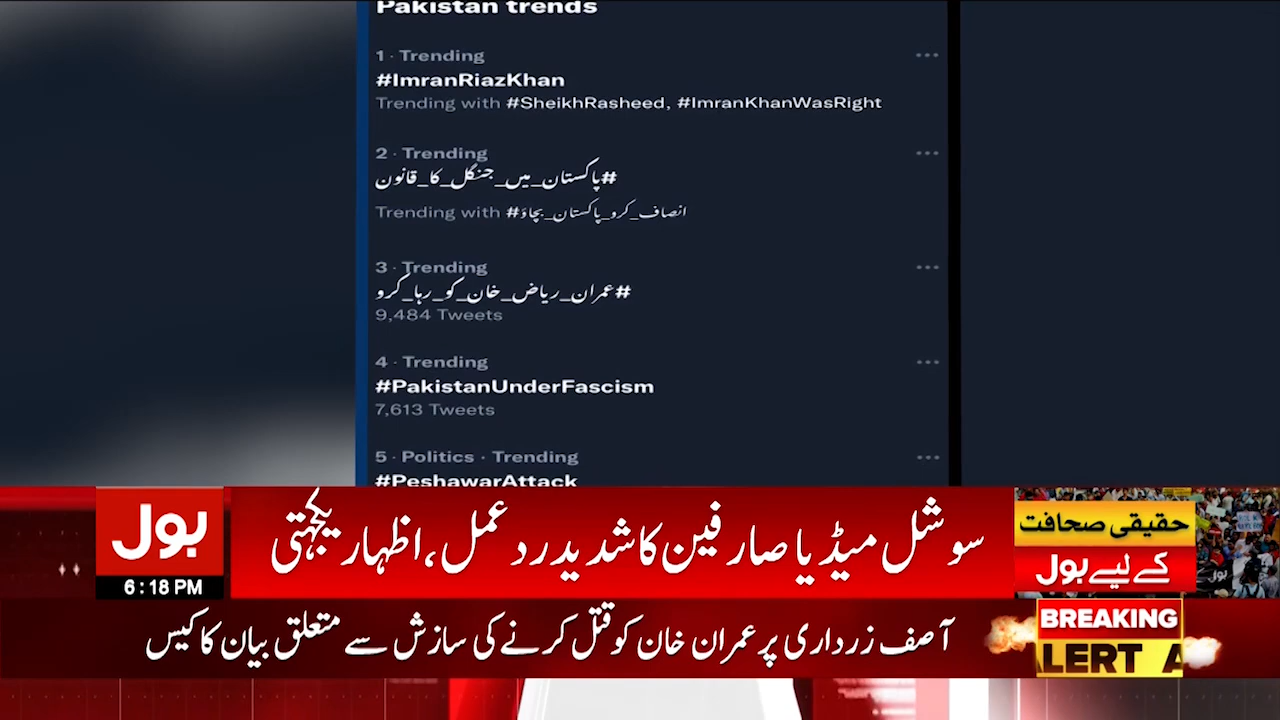 Pakistan trends
1 · Trending
#ImranRiazKhan
Trending with #SheikhRasheed, #ImranKhanWasRight
2 · Trending
#پاکستان_میں_جنگل_کا_قانون
Trending with #انصاف_کرو_پاکستان_بچاؤ
3 · Trending
#عمران_ریاض_خان_کو_رہا_کرو
9,484 Tweets
4 · Trending
#PakistanUnderFascism
7,613 Tweets
5 · Politics · Trending
#PeshawarAttack
بول
6:18 PM
سوشل میڈیا صارفین کا شدید ردعمل، اظہار یکجہتی
حقیقی صحافت
کے لیے بول
آصف زرداری پر عمران خان کو قتل کرنے کی سازش سے متعلق بیان کا کیس
BREAKING
ALERT A